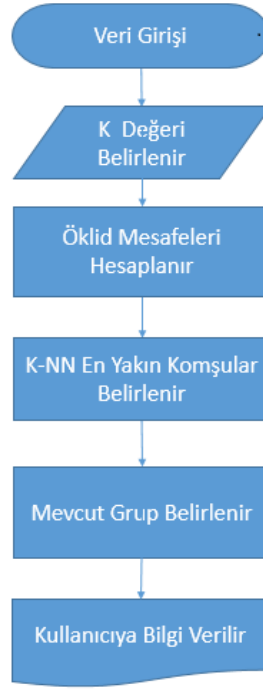 Veri Girişi
K Değeri
Belirlenir
Öklid Mesafeleri
Hesaplanır
K-NN En Yakın Komşular
Belirlenir
Mevcut Grup Belirlenir
Kullanıcıya Bilgi Verilir